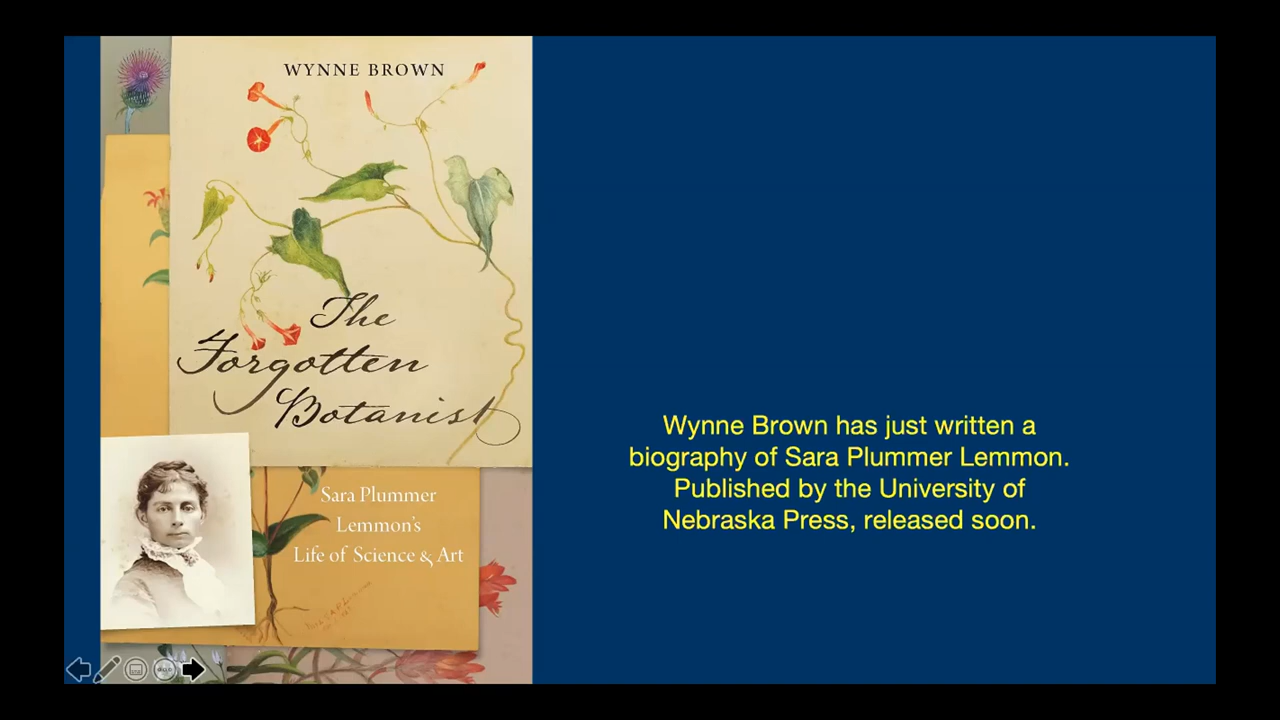 WYNNE BROWN
The
Forgotten
Botanist
Sara Plummer
Lemmon's
Life of Science & Art
Wynne Brown has just written a
biography of Sara Plummer Lemmon.
Published by the University of
Nebraska Press, released soon.